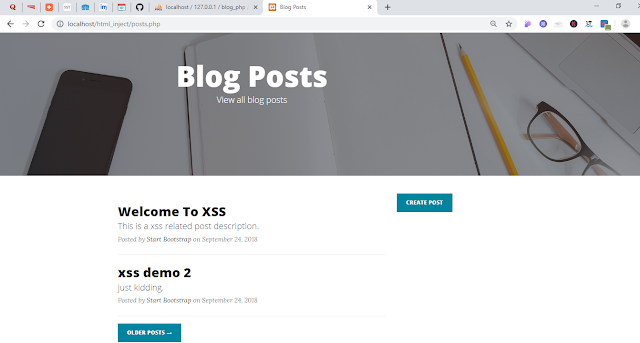 localhost / 127.0.0.1 / blog_php / 
Blog Posts
localhost/html_inject/posts.php
Blog Posts
View all blog posts
Welcome To XSS
This is a xss related post description.
Posted by Start Bootstrap on September 24, 2018
CREATE POST
xss demo 2
just kidding.
Posted by Start Bootstrap on September 24, 2018
OLDER POSTS →